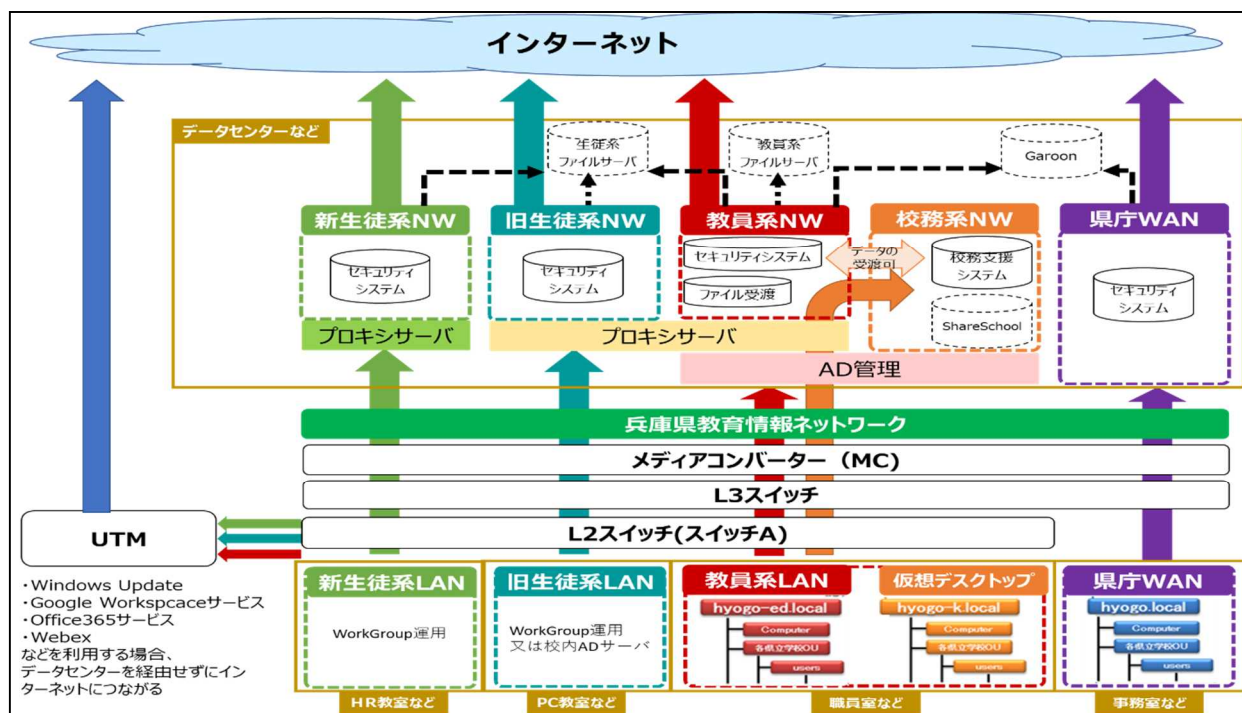 インターネット
データセンターなど
生徒系
ファイルサーバ
教員系
ファイルサーバ
Garoon
新生徒系NW
旧生徒系NW
教員系NW
校務系NW
県庁WAN
セキュリティ
システム
セキュリティ
システム
セキュリティシステム
ファイル受渡
データの
受渡可
校務支援
システム
ShareSchool
セキュリティ
システム
プロキシサーバ
プロキシサーバ
AD管理
兵庫県教育情報ネットワーク
メディアコンバーター（MC)
L3スイッチ
L2スイッチ(スイッチA)
UTM
・Windows Update
・Google Workspcaceサービス
・Office365サービス
・Webex
などを利用する場合、
データセンターを経由せずにイン
ターネットにつながる
新生徒系LAN
WorkGroup運用
HR教室など
旧生徒系LAN
WorkGroup運用
又は校内ADサーバ
PC教室など
教員系LAN
hyogo-ed.local
Computer
各県立学校OU
users
仮想デスクトップ
hyogo-k.local
Computer
各県立学校OU
users
職員室など
県庁WAN
hyogo.local
Computer
各県立学校OU
users
事務室など